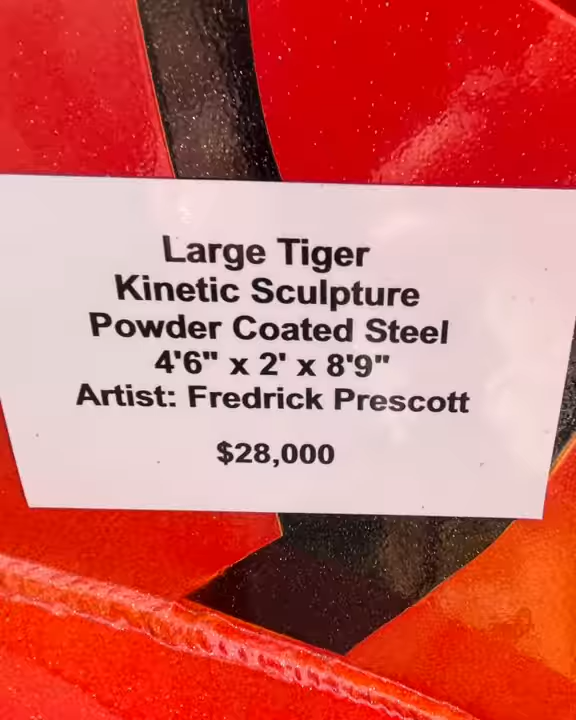 Large Tiger
Kinetic Sculpture
Powder Coated Steel
4'6" x 2' x 8'9"
Artist: Fredrick Prescott
$28,000